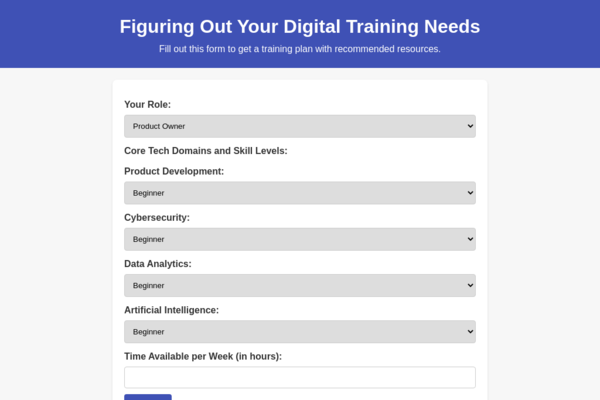 Figuring Out Your Digital Training Needs
Fill out this form to get a training plan with recommended resources.
Your Role:
Product Owner
Core Tech Domains and Skill Levels:
Product Development:
Beginner
Cybersecurity:
Beginner
Data Analytics:
Beginner
Artificial Intelligence:
Beginner
Time Available per Week (in hours):